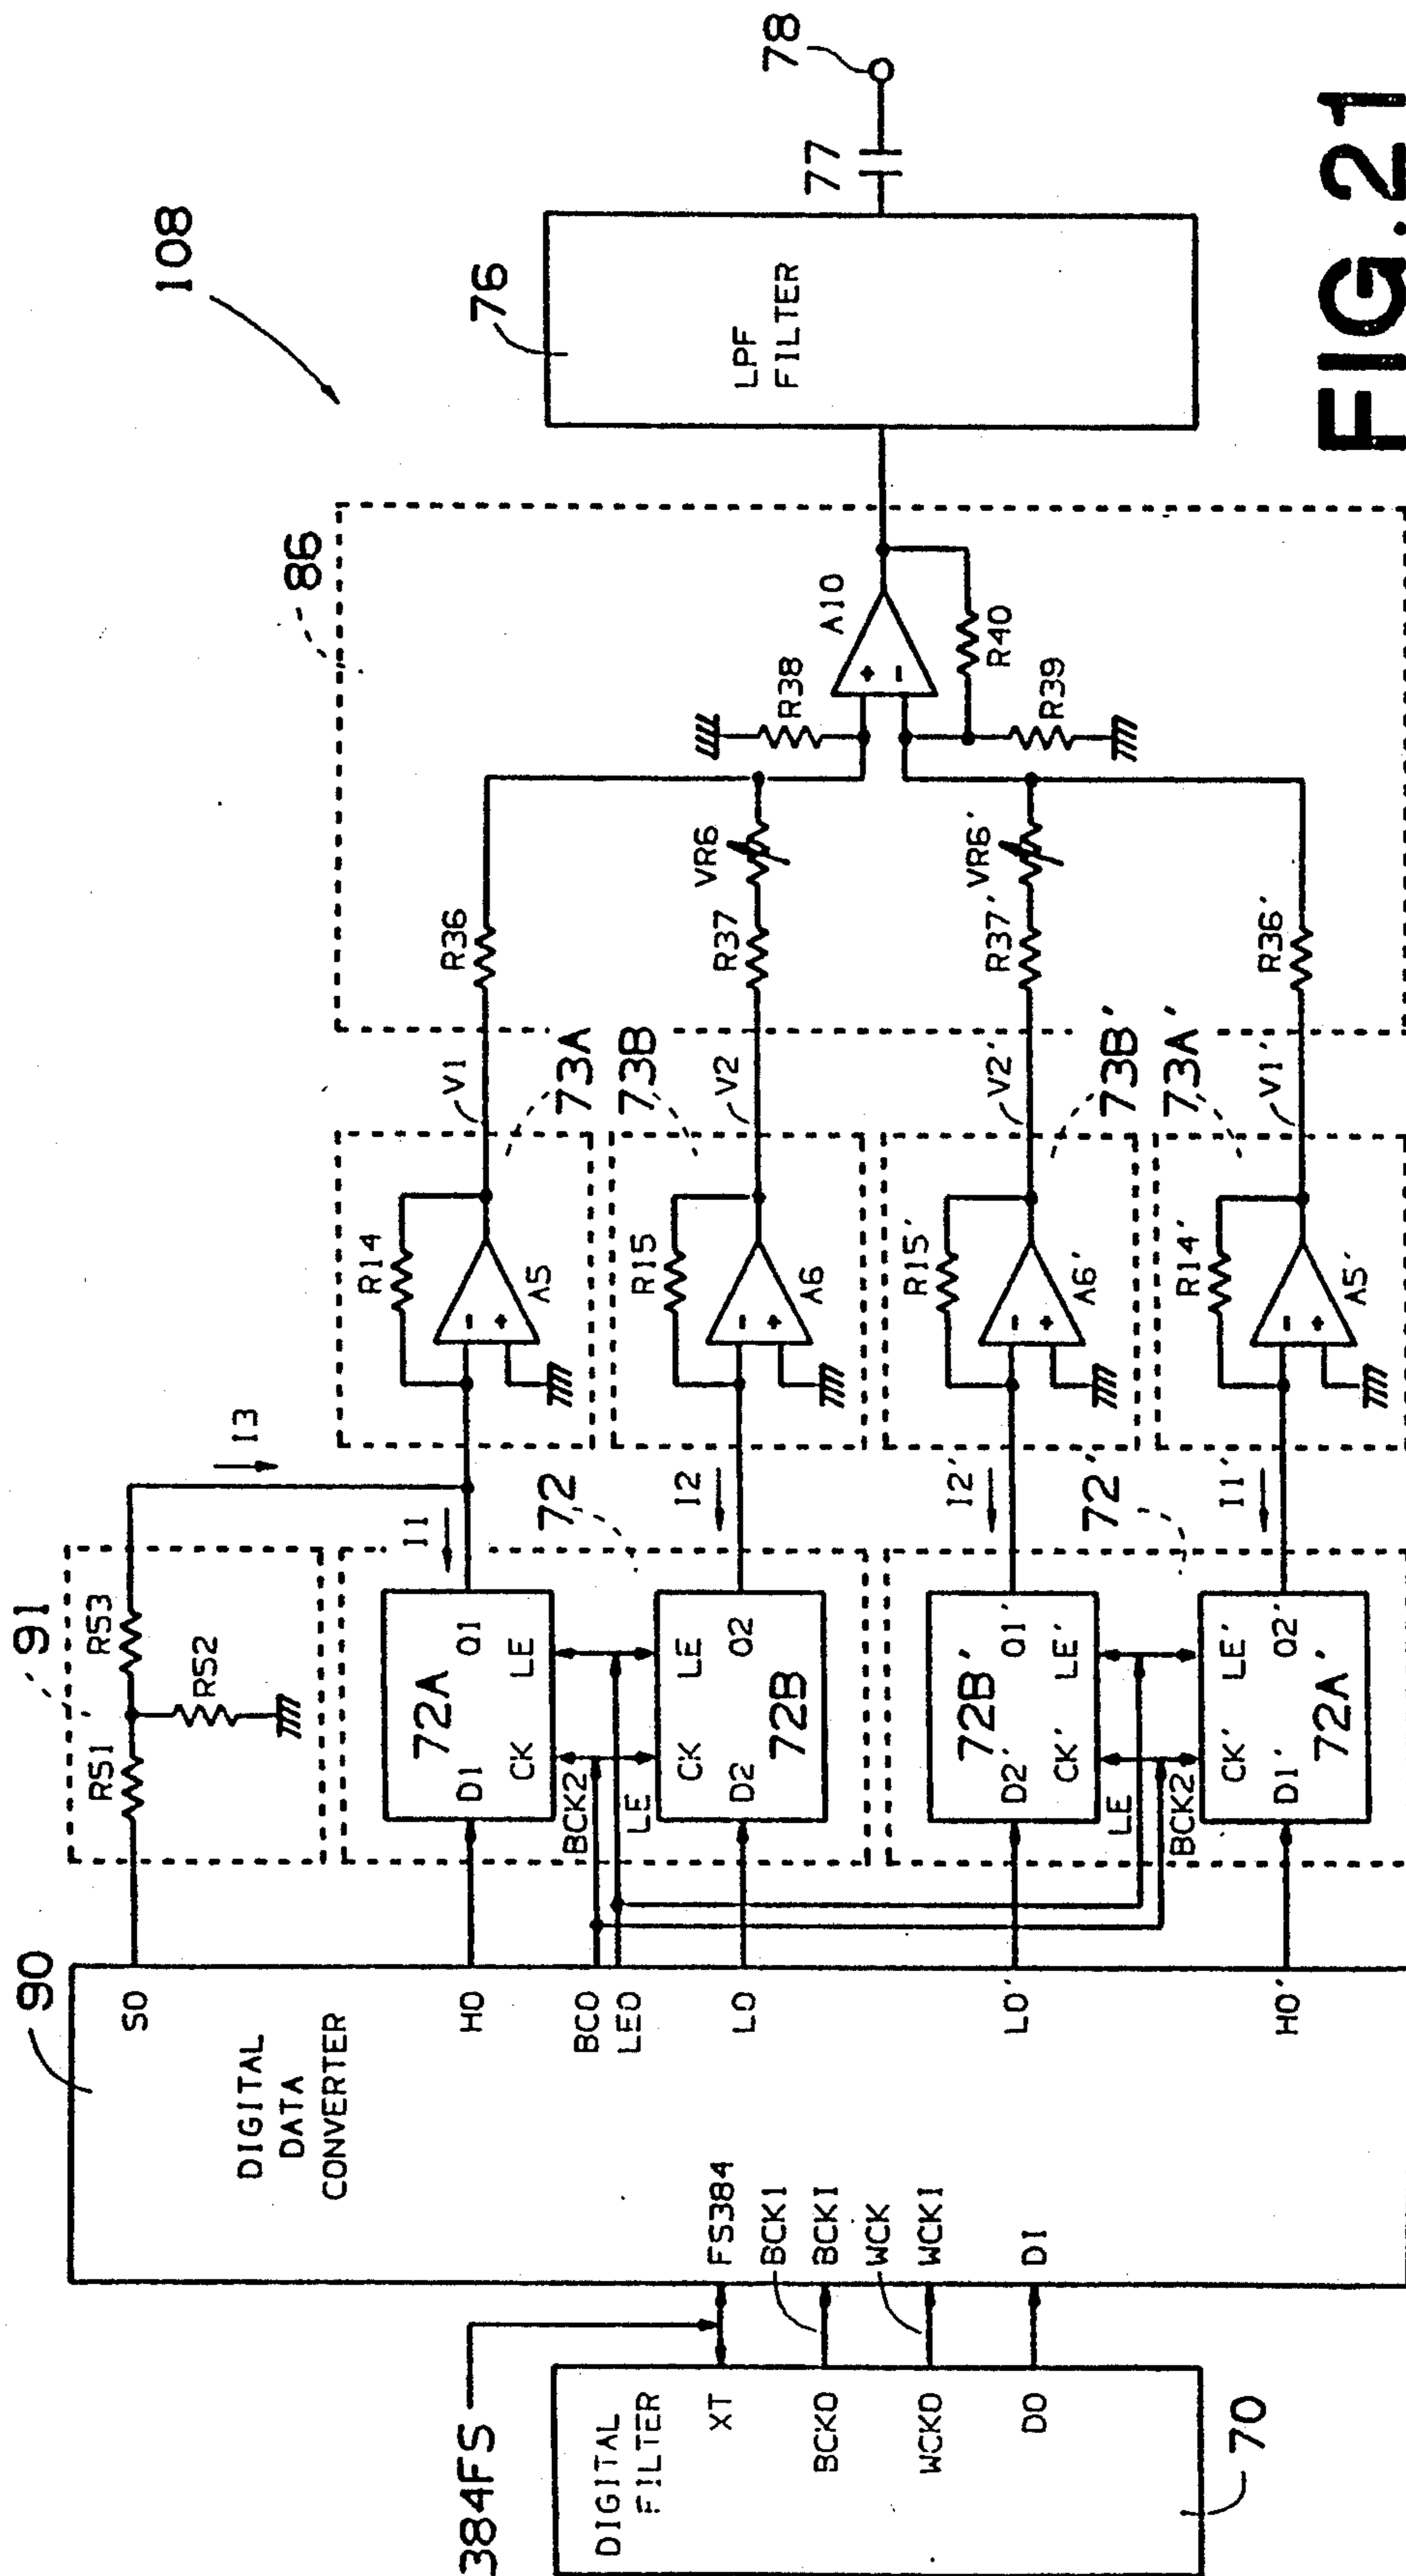 FIG.21
108
384FS
DIGITAL
FILTER
XT
BCKO
WCKO
DO
70
BCK1
WCK
90
DIGITAL
DATA
CONVERTER
FS384
BCKI
WCKI
DI
SO
HO
BCO
LEO
LO
LO'
HO'
91
R51
R53
R52
I3
72
72A
D1
Q1
CK
LE
BCK2
LE
72B
CK
LE
D2
Q2
72'
72B'
D2'
Q1'
CK'
LE'
LE
BCK2
72A'
CK'
LE'
D1'
Q2'
I1
I2
I2'
I1'
R14
A5
73A
R15
A6
73B
R15'
A6'
73B'
R14'
A5'
73A'
V1
V2
V2'
V1'
86
R36
R37
VR6
R37'
VR6'
R36'
R38
A10
R40
R39
76
LPF
FILTER
77
78